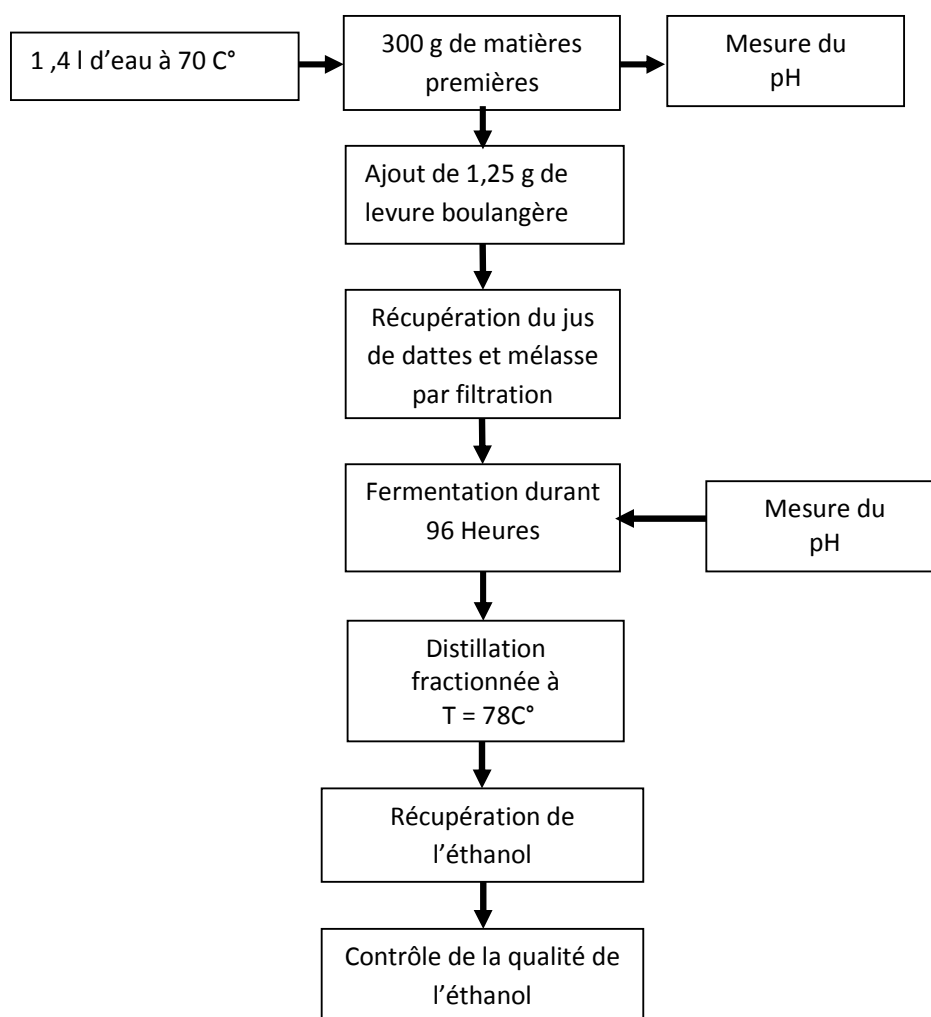 1 ,4 l d’eau à 70 C°
300 g de matières
premières
Mesure du
pH
Ajout de 1,25 g de
levure boulangère
Récupération du jus
de dattes et mélasse
par filtration
Fermentation durant
96 Heures
Mesure du
pH
Distillation
fractionnée à
T = 78C°
Récupération de
l’éthanol
Contrôle de la qualité de
l’éthanol